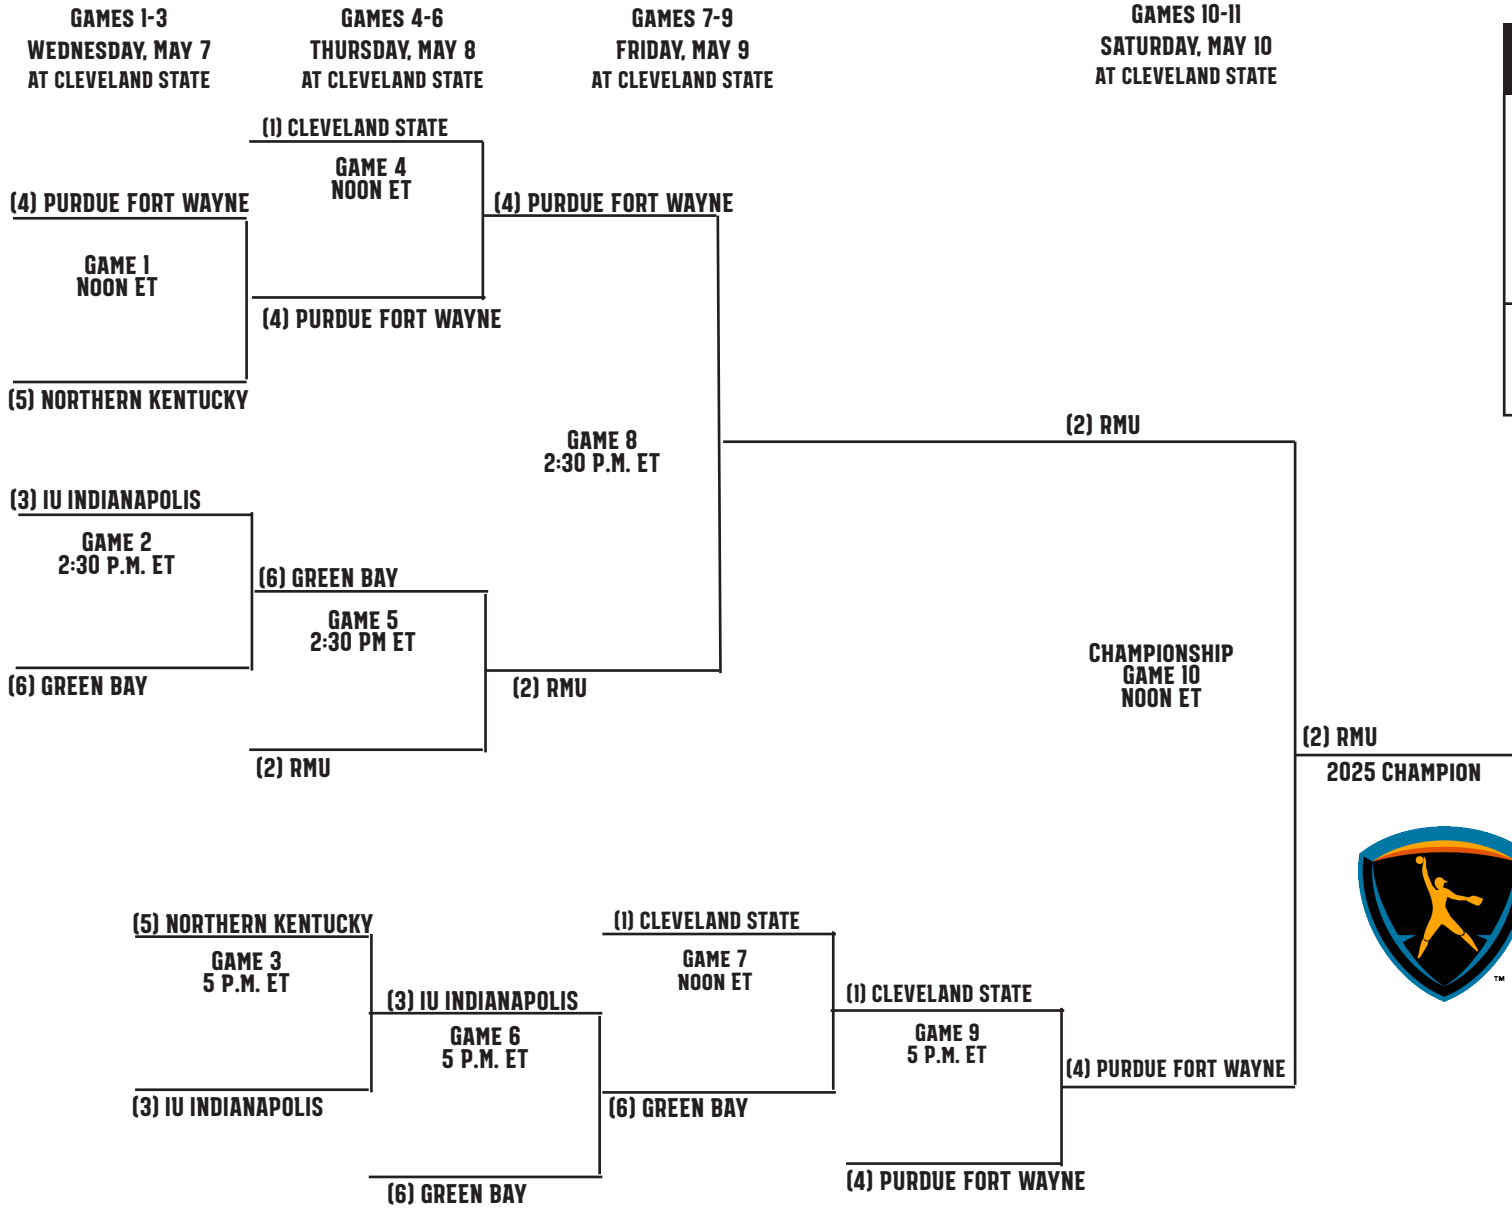 GAMES 1-3
WEDNESDAY, MAY 7
AT CLEVELAND STATE
GAMES 4-6
THURSDAY, MAY 8
AT CLEVELAND STATE
GAMES 7-9
FRIDAY, MAY 9
AT CLEVELAND STATE
GAMES 10-11
SATURDAY, MAY 10
AT CLEVELAND STATE
(1) CLEVELAND STATE
GAME 4
NOON ET
(4) PURDUE FORT WAYNE
(4) PURDUE FORT WAYNE
GAME 1
NOON ET
(4) PURDUE FORT WAYNE
(5) NORTHERN KENTUCKY
(2) RMU
GAME 8
2:30 P.M. ET
(3) IU INDIANAPOLIS
GAME 2
2:30 P.M. ET
(6) GREEN BAY
GAME 5
2:30 PM ET
(6) GREEN BAY
(2) RMU
(2) RMU
CHAMPIONSHIP
GAME 10
NOON ET
(2) RMU
2025 CHAMPION
(5) NORTHERN KENTUCKY
GAME 3
5 P.M. ET
(1) CLEVELAND STATE
GAME 7
NOON ET
(3) IU INDIANAPOLIS
GAME 6
5 P.M. ET
(1) CLEVELAND STATE
GAME 9
5 P.M. ET
(4) PURDUE FORT WAYNE
(3) IU INDIANAPOLIS
(6) GREEN BAY
(6) GREEN BAY
(4) PURDUE FORT WAYNE
TM